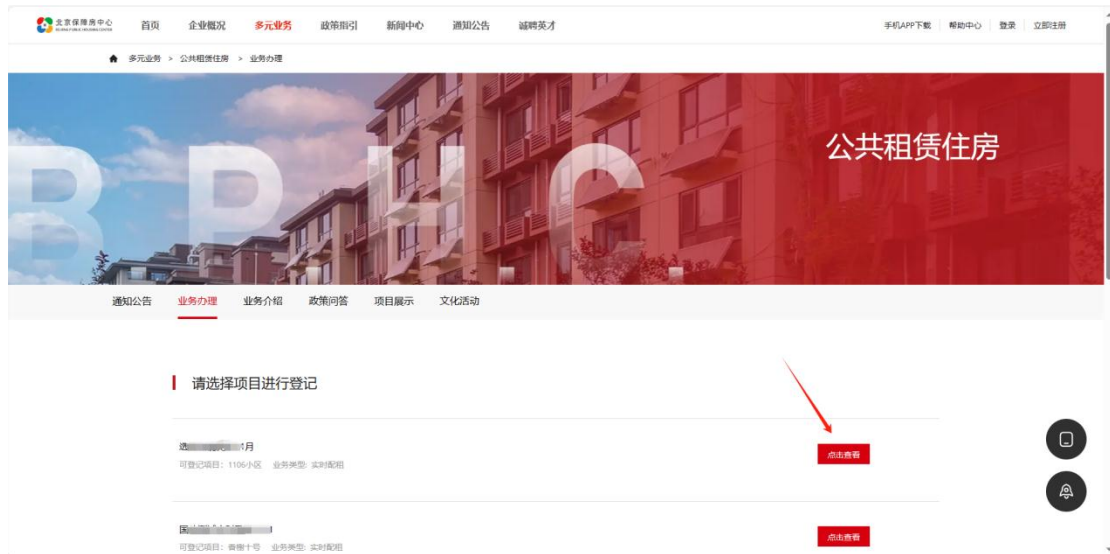 北京保障房中心 首页 企业概况 多元业务 政策指引 新闻中心 通知公告 诚聘英才 手机APP下载 帮助中心 登录 立即注册
多元业务 > 公共租赁住房 > 业务办理
公共租赁住房
BPHC
通知公告 业务办理 业务介绍 政策问答 项目展示 文化活动
请选择项目进行登记
月
点击查看
可登记项目：1106小区 业务类型: 实时配租
点击查看
可登记项目：香榭十号 业务类型: 实时配租